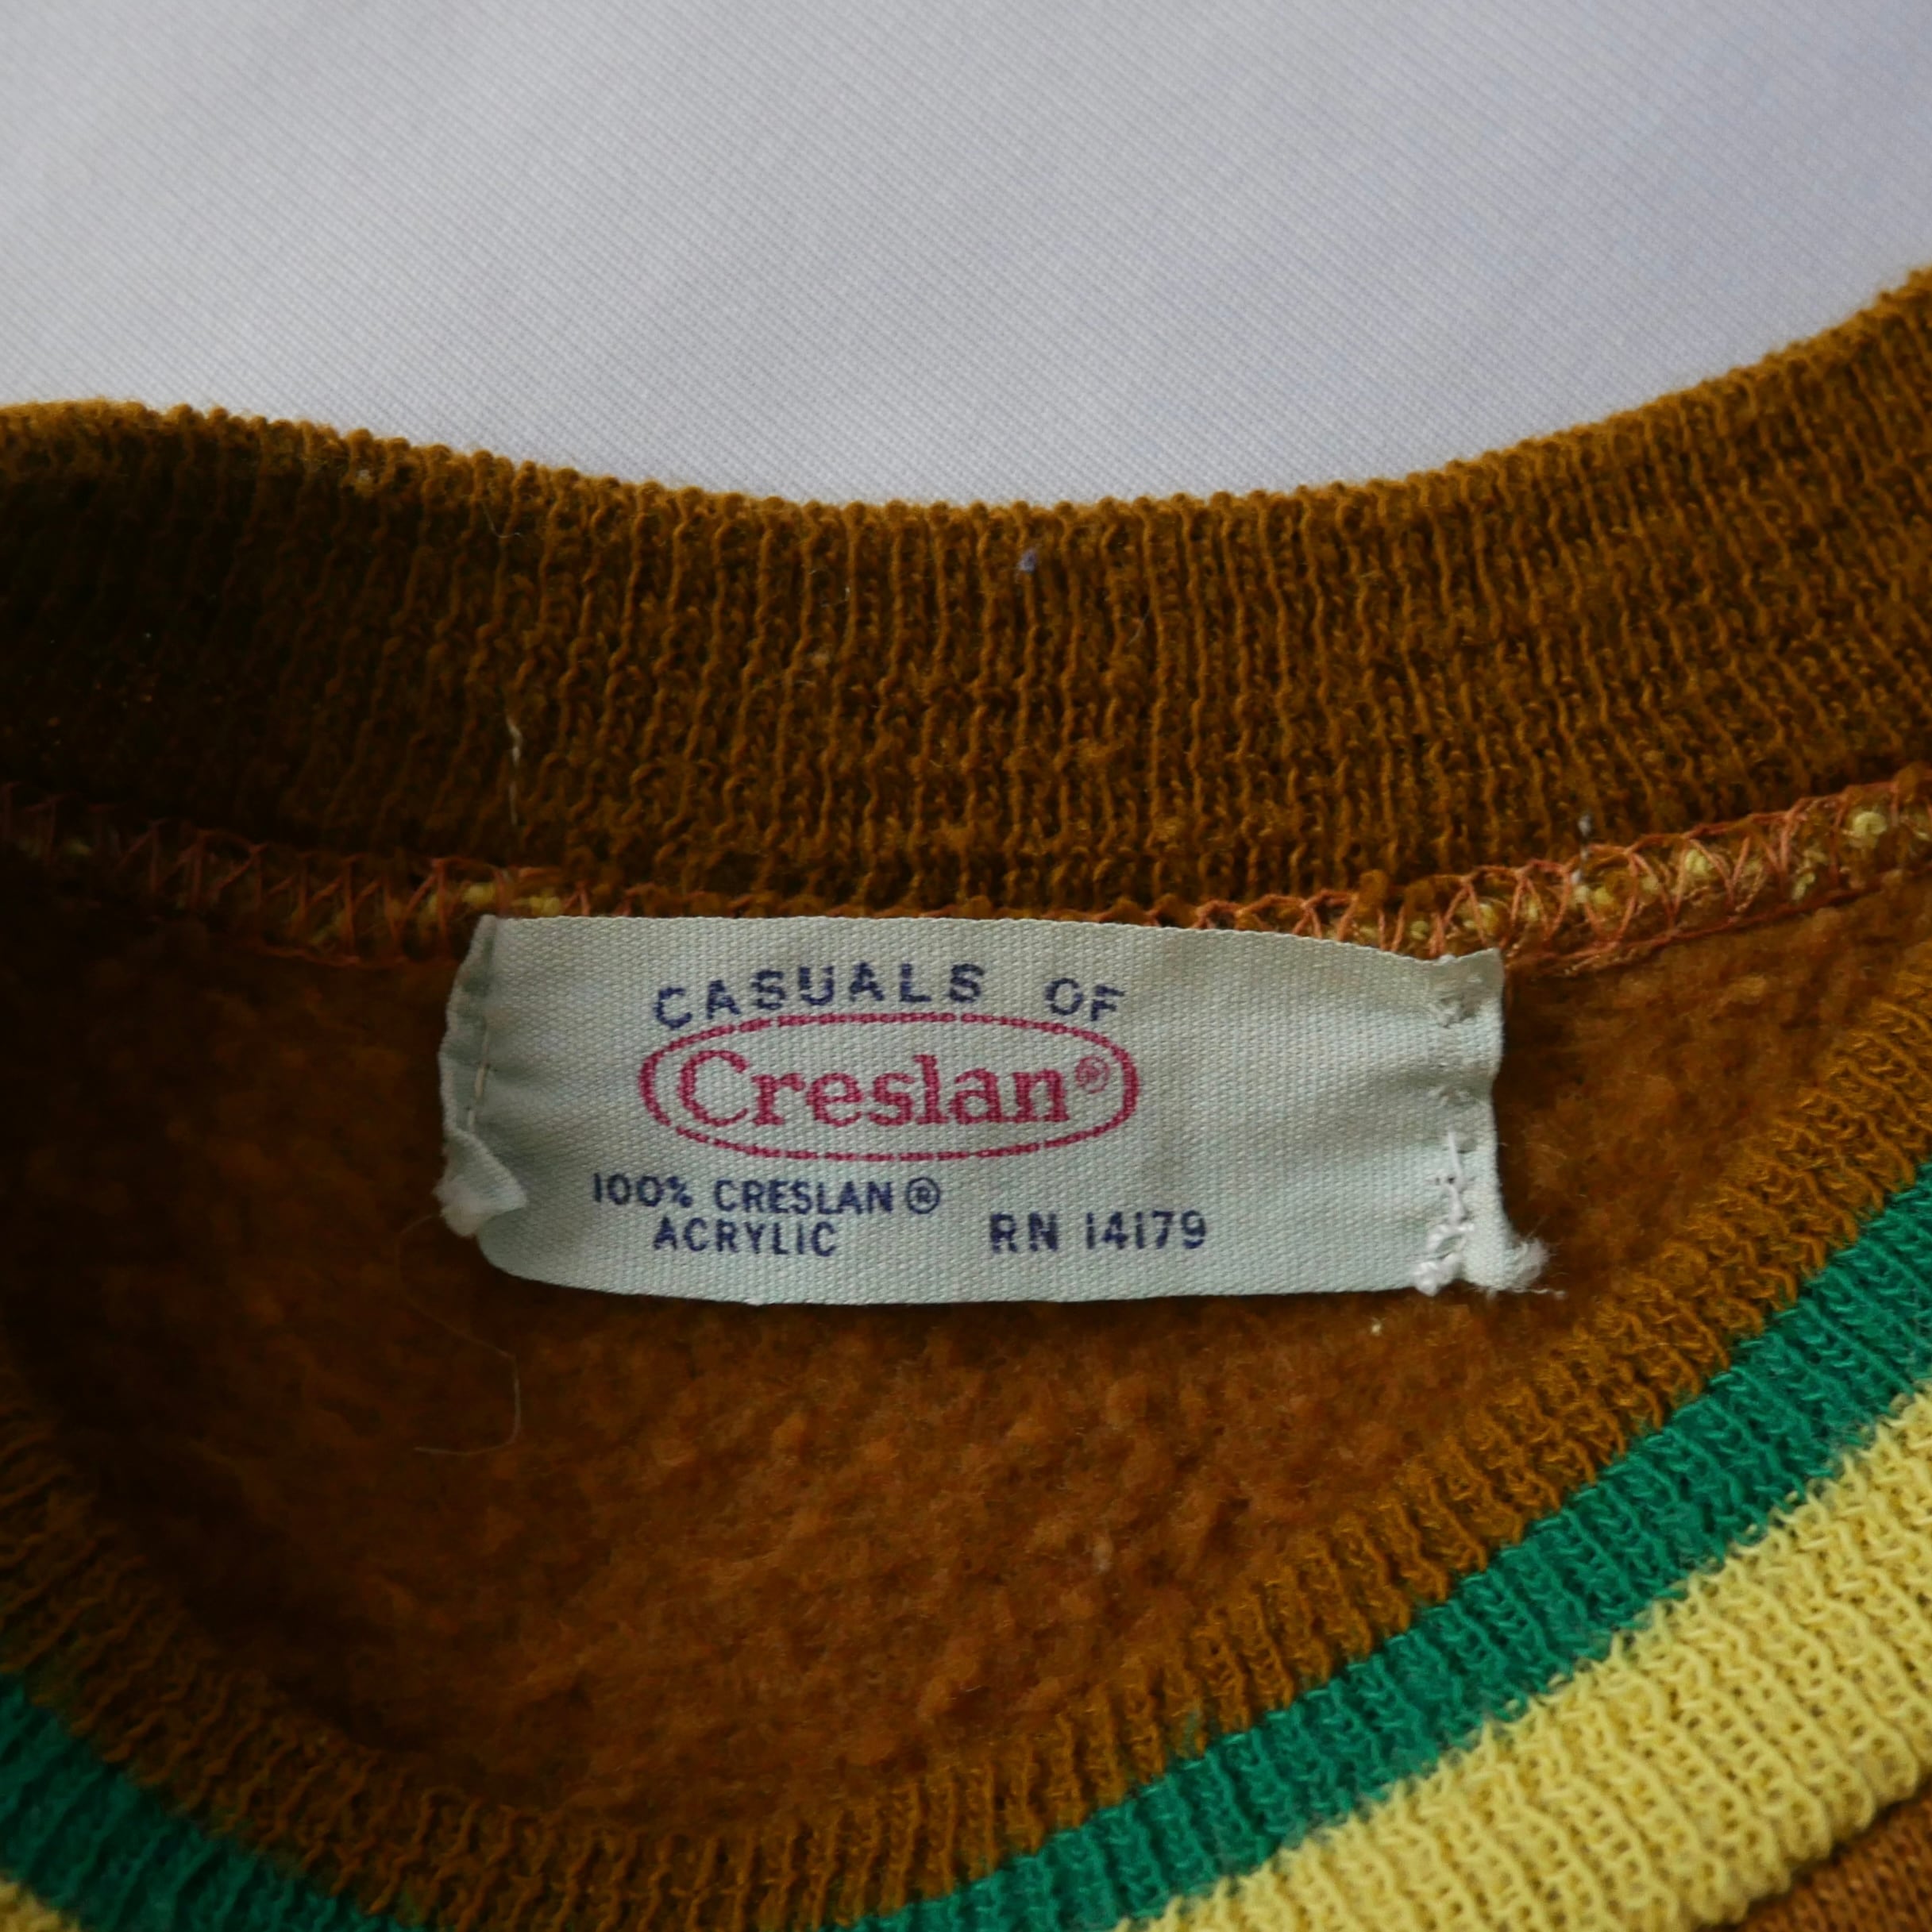 CASUALS OF
Creslan®
100% CRESLAN®
ACRYLIC
RN 14179